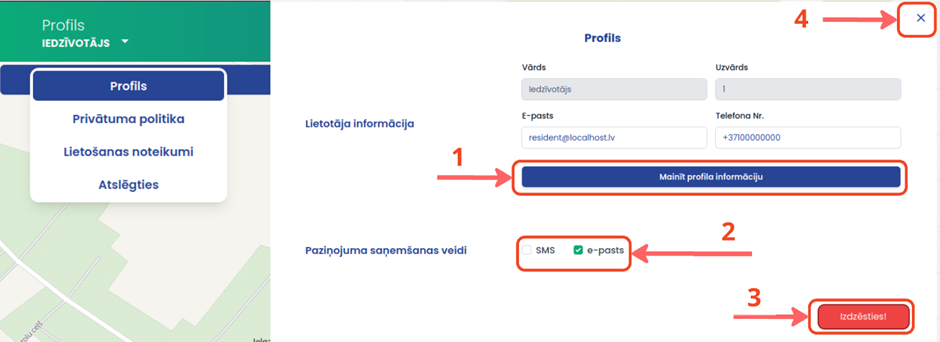 Profils
IEDZĪVOTĀJS
Profils
Privātuma politika
Lietošanas noteikumi
Atslēgties
4
Profils
Vārds
Uzvārds
Iedzīvotājs
1
Lietotāja informācija
E-pasts
Telefona Nr.
resident@localhost.lv
+37100000000
1
Mainīt profila informāciju
Paziņojuma saņemšanas veidi
SMS
e-pasts
2
3
Izdzēsties!